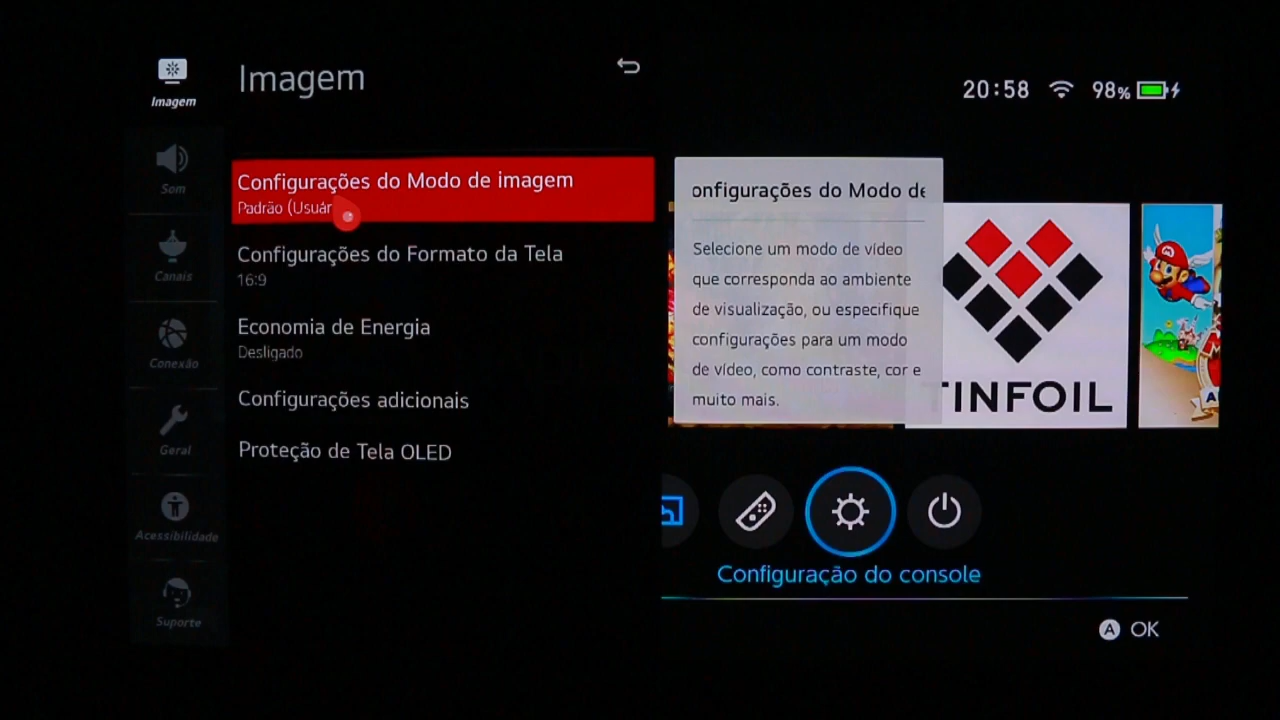 Imagem
Imagem
20:58
98%
Som
Canais
Conexão
Geral
Acessibilidade
Suporte
Configurações do Modo de imagem
Padrão (Usuár
Configurações do Formato da Tela
16:9
Economia de Energia
Desligado
Configurações adicionais
Proteção de Tela OLED
onfigurações do Modo de
Selecione um modo de vídeo
que corresponda ao ambiente
de visualização, ou especifique
configurações para um modo
de vídeo, como contraste, cor e
muito mais.
TINFOIL
Configuração do console
A OK